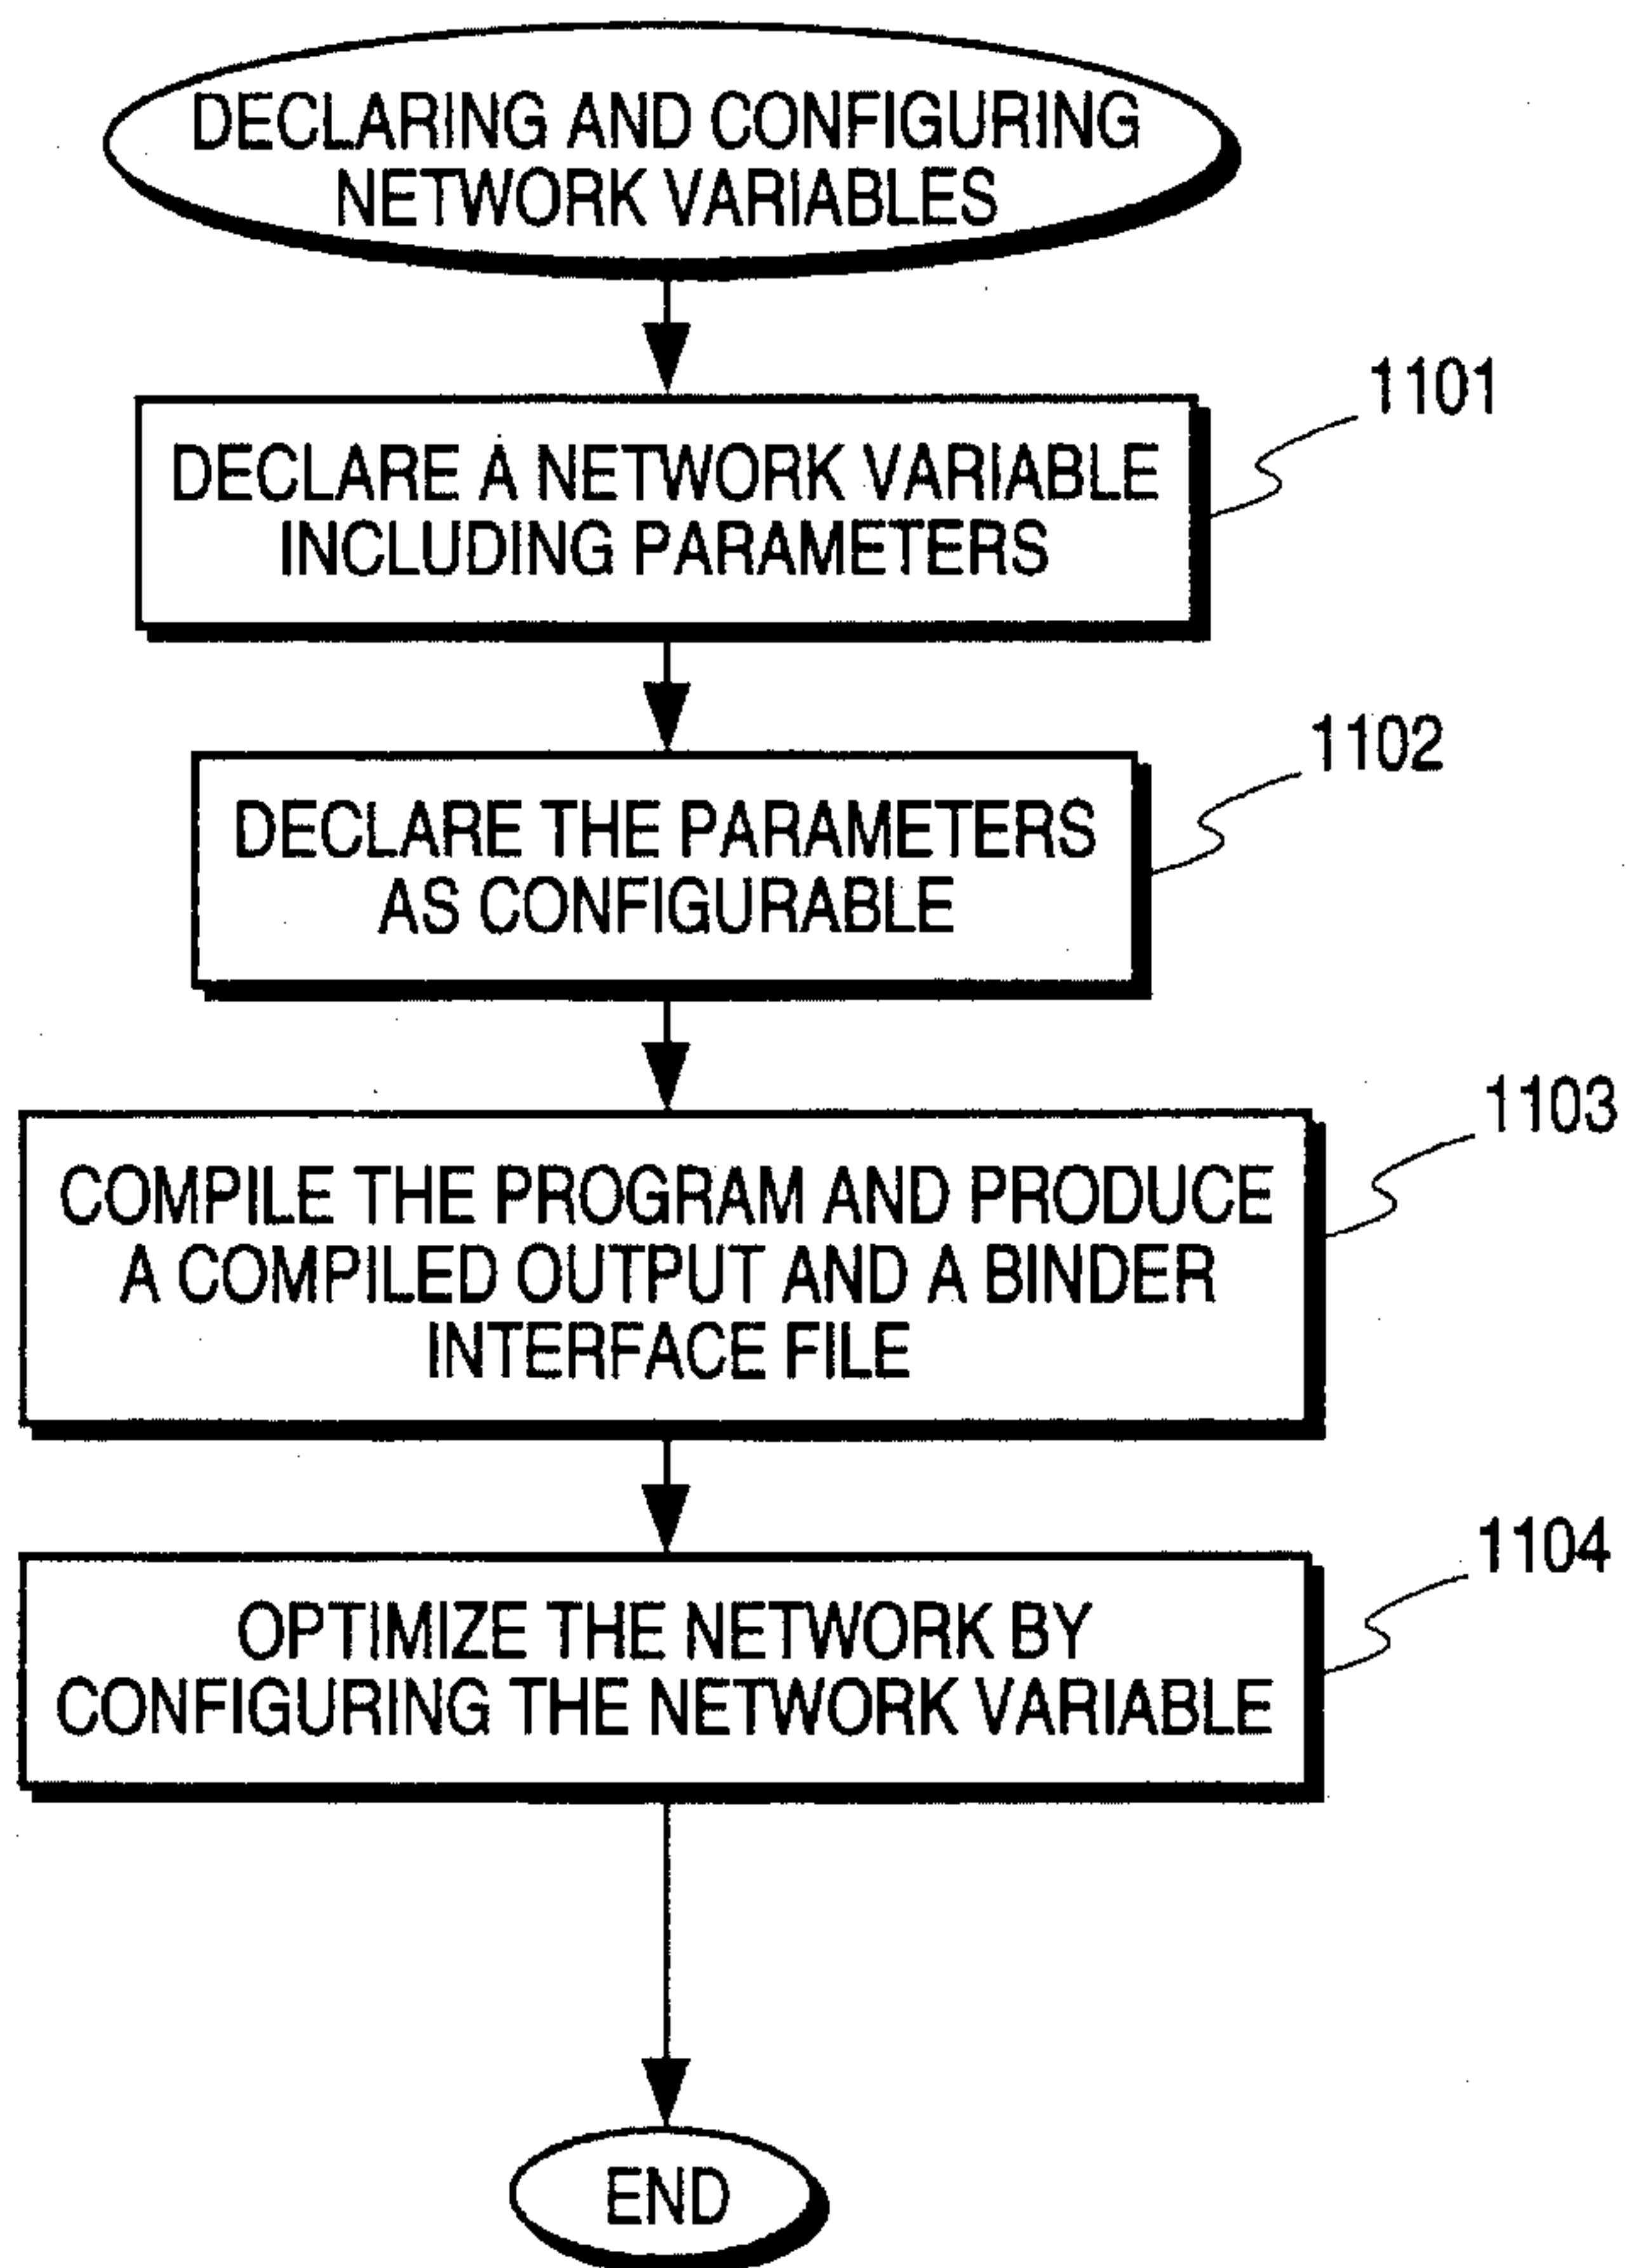 DECLARING AND CONFIGURING
NETWORK VARIABLES
1101
DECLARE A NETWORK VARIABLE
INCLUDING PARAMETERS
1102
DECLARE THE PARAMETERS
AS CONFIGURABLE
1103
COMPILE THE PROGRAM AND PRODUCE
A COMPILED OUTPUT AND A BINDER
INTERFACE FILE
1104
OPTIMIZE THE NETWORK BY
CONFIGURING THE NETWORK VARIABLE
END